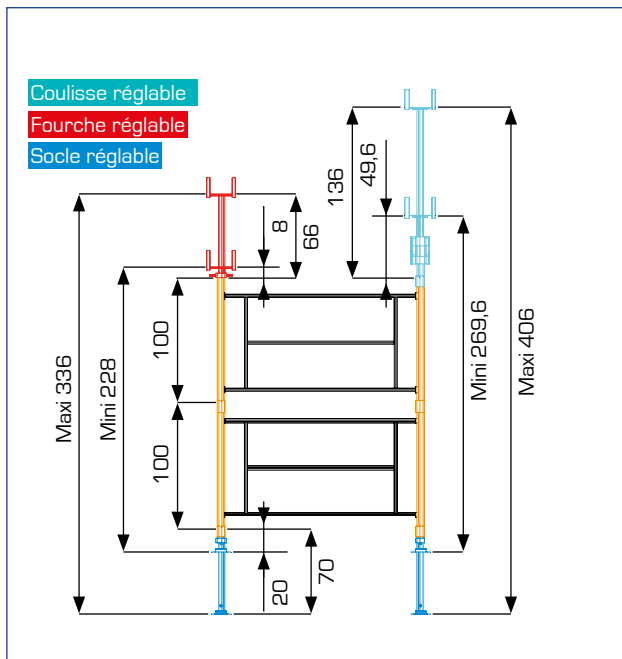 Coulisse réglable
Fourche réglable
Socle réglable
136
49,6
8
66
100
Maxi 336
Mini 228
Mini 269,6
Maxi 406
100
20
70